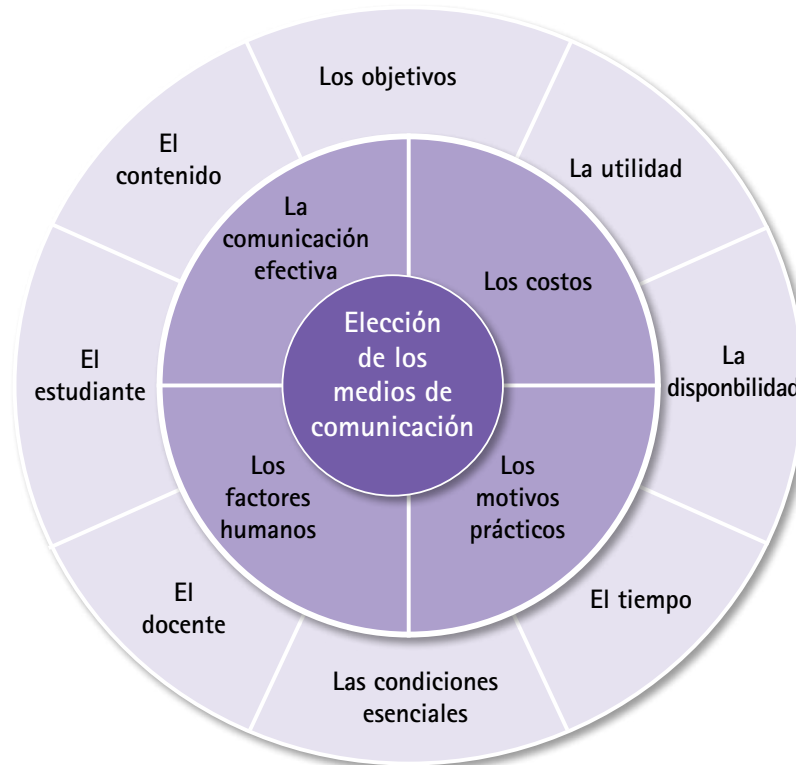 Los objetivos
El
contenido
La utilidad
La
comunicación
efectiva
Los costos
Elección
de los
medios de
comunicación
El
estudiante
La
disponbilidad
Los
factores
humanos
Los
motivos
prácticos
El
docente
El tiempo
Las condiciones
esenciales